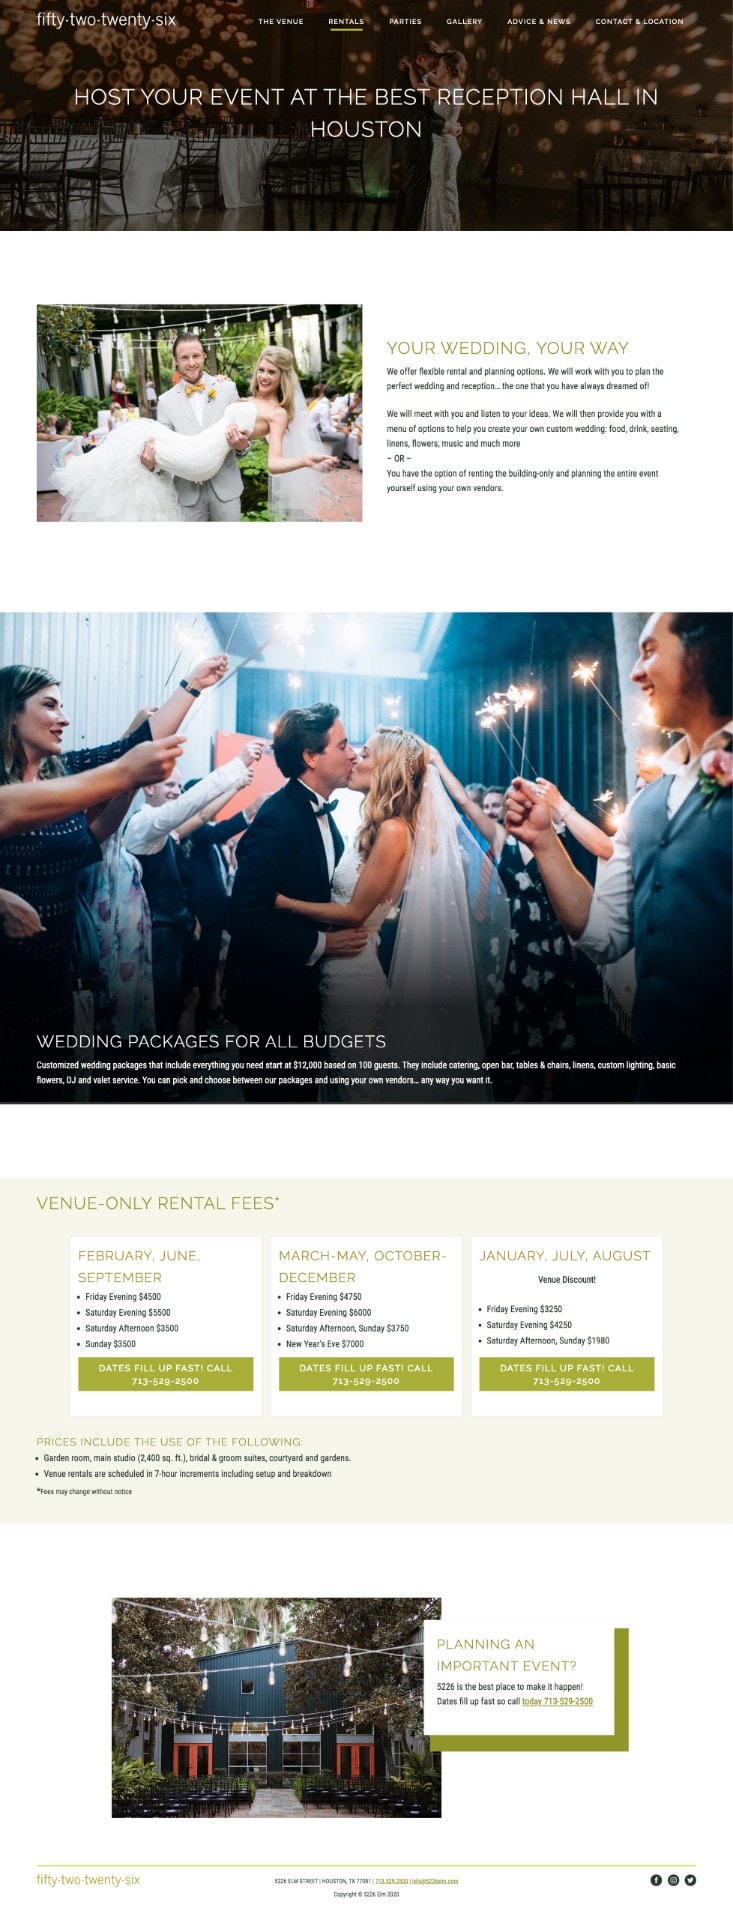 fifty·two·twenty·six
THE VENUE RENTALS PARTIES GALLERY ADVICE & NEWS CONTACT & LOCATION
HOST YOUR EVENT AT THE BEST RECEPTION HALL IN
HOUSTON
YOUR WEDDING, YOUR WAY
We offer flexible rental and planning options. We will work with you to plan the
perfect wedding and reception… the one that you have always dreamed of!
We will meet with you and listen to your ideas. We will then provide you with a
menu of options to help you create your own custom wedding: food, drink, seating,
linens, flowers, music and much more
– OR –
You have the option of renting the building-only and planning the entire event
yourself using your own vendors.
WEDDING PACKAGES FOR ALL BUDGETS
Customized wedding packages that include everything you need start at $12,000 based on 100 guests. They include catering, open bar, tables & chairs, linens, custom lighting, basic
flowers, DJ and valet service. You can pick and choose between our packages and using your own vendors… any way you want it.
VENUE-ONLY RENTAL FEES*
FEBRUARY, JUNE,
SEPTEMBER
• Friday Evening $4500
• Saturday Evening $5500
• Saturday Afternoon $3500
• Sunday $3500
DATES FILL UP FAST! CALL
713-529-2500
MARCH-MAY, OCTOBER-
DECEMBER
• Friday Evening $4750
• Saturday Evening $6000
• Saturday Afternoon, Sunday $3750
• New Year's Eve $7000
DATES FILL UP FAST! CALL
713-529-2500
JANUARY, JULY, AUGUST
Venue Discount!
• Friday Evening $3250
• Saturday Evening $4250
• Saturday Afternoon, Sunday $1980
DATES FILL UP FAST! CALL
713-529-2500
PRICES INCLUDE THE USE OF THE FOLLOWING:
• Garden room, main studio (2,400 sq. ft.), bridal & groom suites, courtyard and gardens.
• Venue rentals are scheduled in 7-hour increments including setup and breakdown
*Fees may change without notice
PLANNING AN
IMPORTANT EVENT?
5226 is the best place to make it happen!
Dates fill up fast so call today 713-529-2500
fifty·two·twenty·six
5226 ELM STREET | HOUSTON, TX 77081 | 713.529.2500 | info@5226elm.com
Copyright © 5226 Elm 2020